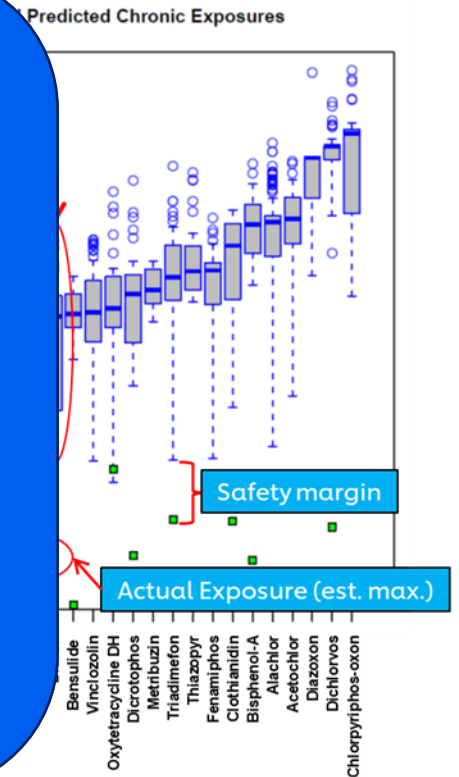 Predicted Chronic Exposures
Safety margin
Actual Exposure (est. max.)
Bensulide
Vinclozolin
Oxytetracycline DH
Dicrotophos
Metribuzin
Triadimefon
Thiazopyr
Fenamiphos
Clothianidin
Bisphenol-A
Alachlor
Acetochlor
Diazoxon
Dichlorvos
Chlorpyriphos-oxon